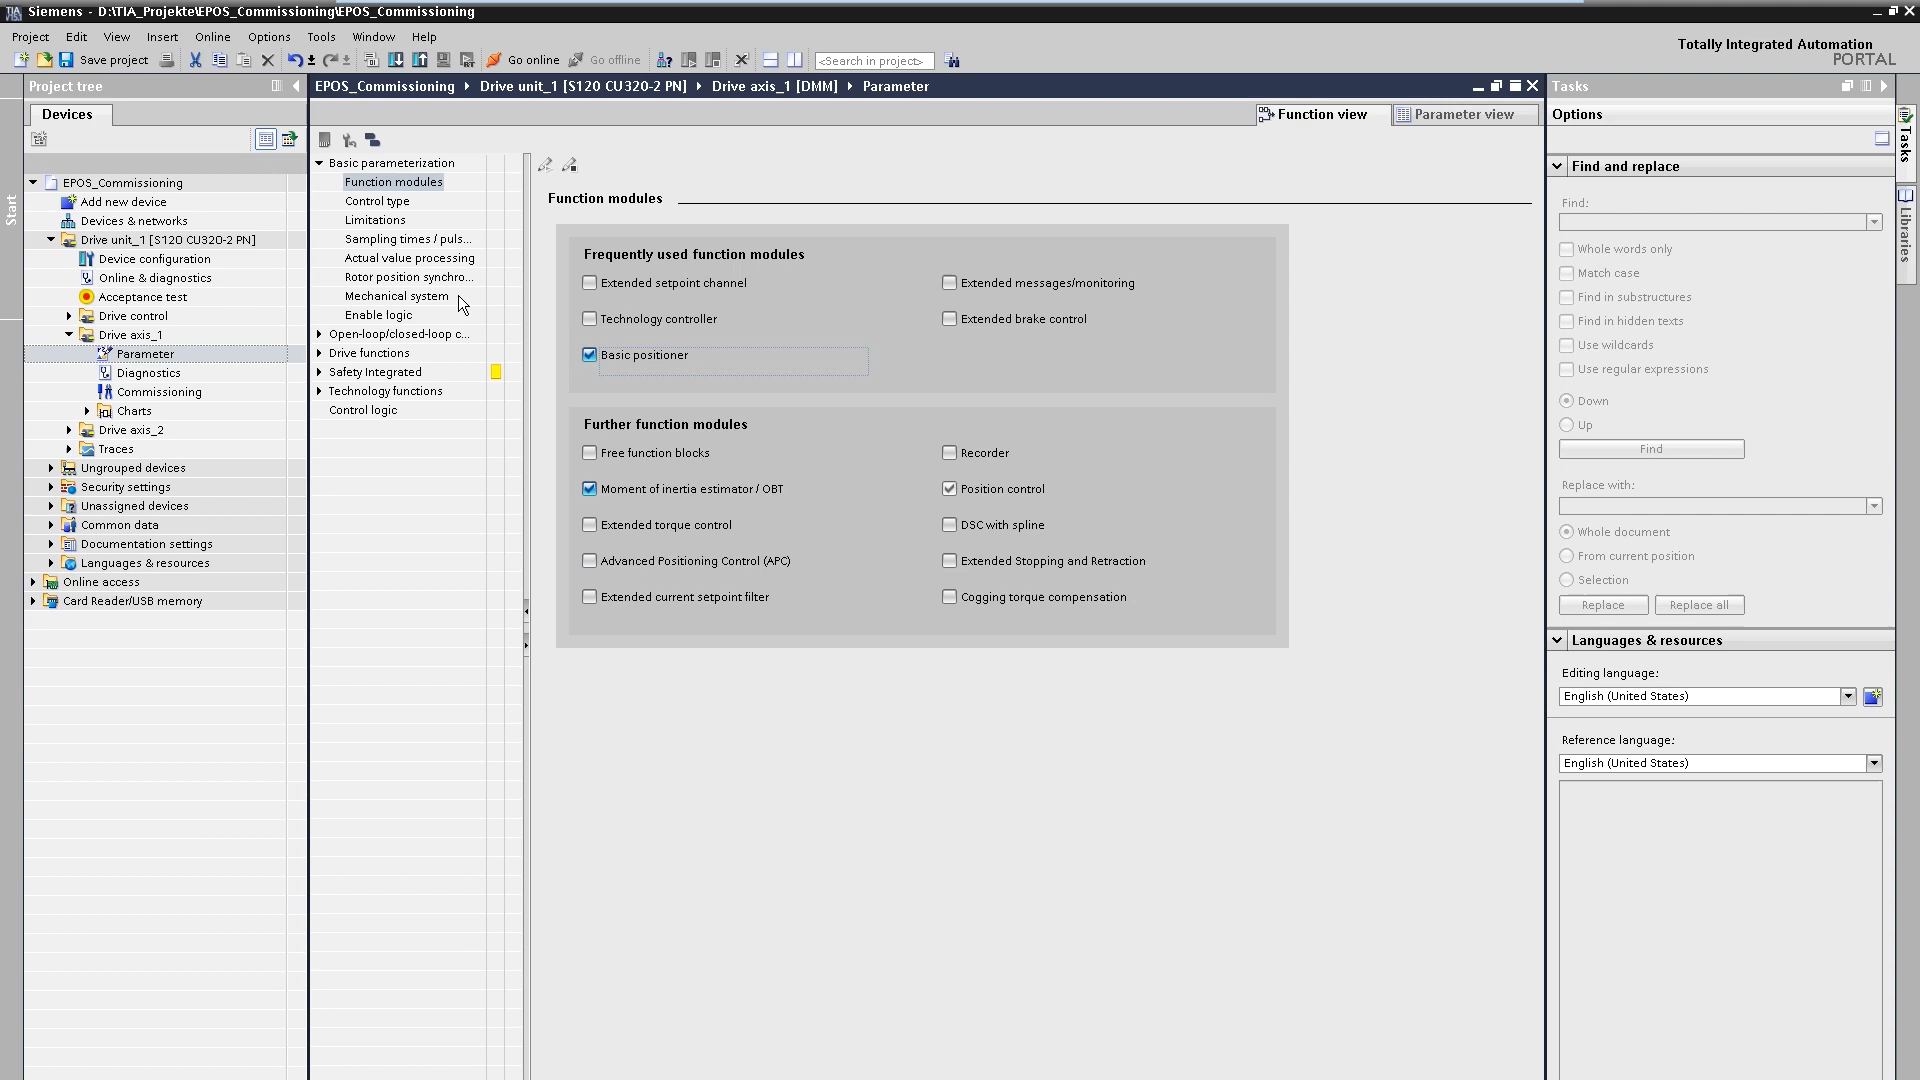 Siemens - D:\TIA_Projekte\EPOS_Commissioning\EPOS_Commissioning
Project Edit View Insert Online Options Tools Window Help
Totally Integrated Automation
PORTAL
Save project
Go online
Go offline
<Search in project>
Project tree
Devices
Start
EPOS_Commissioning
Add new device
Devices & networks
Drive unit_1 [S120 CU320-2 PN]
Device configuration
Online & diagnostics
Acceptance test
Drive control
Drive axis_1
Parameter
Diagnostics
Commissioning
Charts
Drive axis_2
Traces
Ungrouped devices
Security settings
Unassigned devices
Common data
Documentation settings
Languages & resources
Online access
Card Reader/USB memory
EPOS_Commissioning Drive unit_1 [S120 CU320-2 PN] Drive axis_1 [DMM] Parameter
Function view
Parameter view
Basic parameterization
Function modules
Control type
Limitations
Sampling times / puls...
Actual value processing
Rotor position synchro...
Mechanical system
Enable logic
Open-loop/closed-loop c...
Drive functions
Safety Integrated
Technology functions
Control logic
Function modules
Frequently used function modules
Extended setpoint channel
Extended messages/monitoring
Technology controller
Extended brake control
Basic positioner
Further function modules
Free function blocks
Recorder
Moment of inertia estimator / OBT
Position control
Extended torque control
DSC with spline
Advanced Positioning Control (APC)
Extended Stopping and Retraction
Extended current setpoint filter
Cogging torque compensation
Tasks
Options
Find and replace
Find:
Whole words only
Match case
Find in substructures
Find in hidden texts
Use wildcards
Use regular expressions
Down
Up
Find
Replace with:
Whole document
From current position
Selection
Replace
Replace all
Languages & resources
Editing language:
English (United States)
Reference language:
English (United States)
Tasks
Libraries